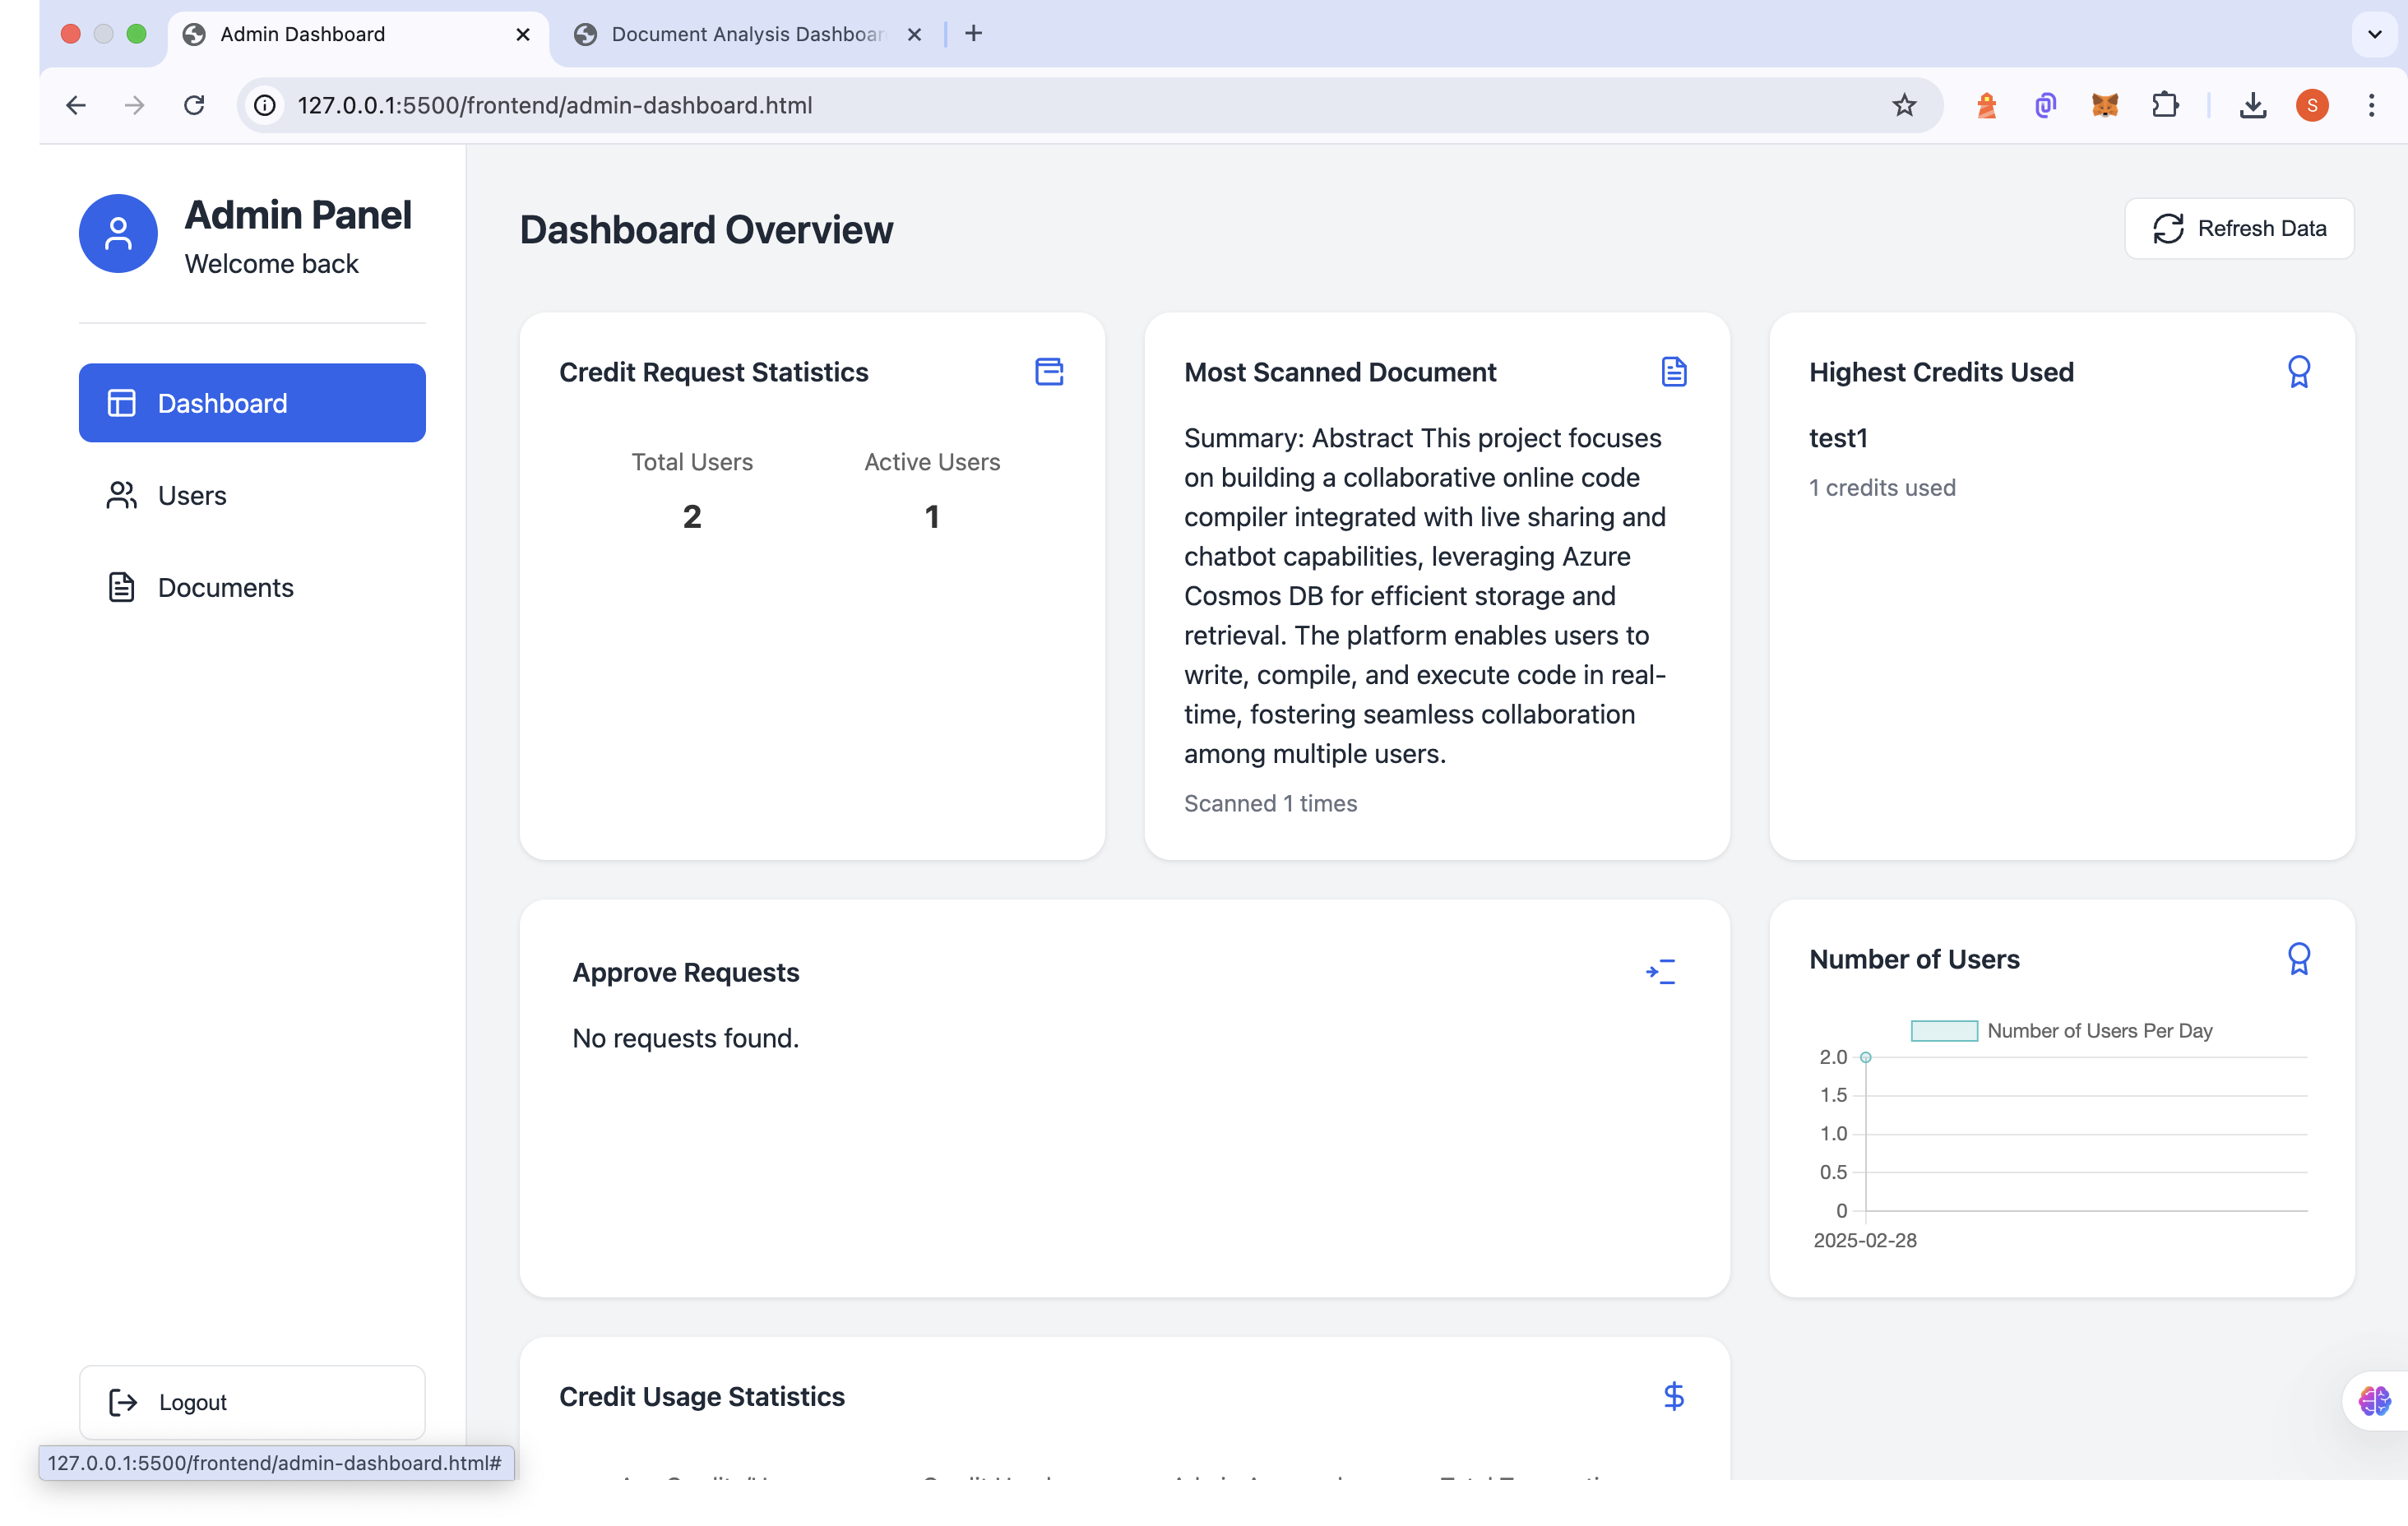 Admin Dashboard
Document Analysis Dashboar
127.0.0.1:5500/frontend/admin-dashboard.html
S
Admin Panel
Welcome back
Dashboard
Users
Documents
Logout
127.0.0.1:5500/frontend/admin-dashboard.html#
Dashboard Overview
Refresh Data
Credit Request Statistics
Total Users
Active Users
2
1
Most Scanned Document
Summary: Abstract This project focuses
on building a collaborative online code
compiler integrated with live sharing and
chatbot capabilities, leveraging Azure
Cosmos DB for efficient storage and
retrieval. The platform enables users to
write, compile, and execute code in real-
time, fostering seamless collaboration
among multiple users.
Scanned 1 times
Highest Credits Used
test1
1 credits used
Approve Requests
No requests found.
Number of Users
Number of Users Per Day
2.0
1.5
1.0
0.5
0
2025-02-28
Credit Usage Statistics
$